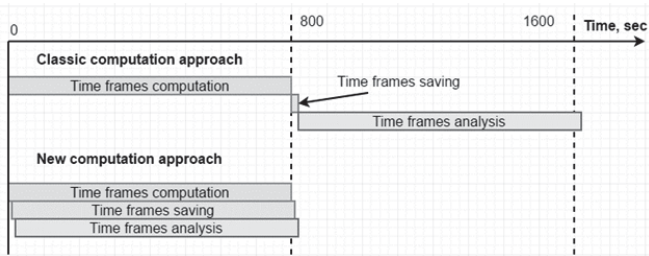 0
800
1600
Time, sec
Classic computation approach
Time frames computation
Time frames saving
Time frames analysis
New computation approach
Time frames computation
Time frames saving
Time frames analysis